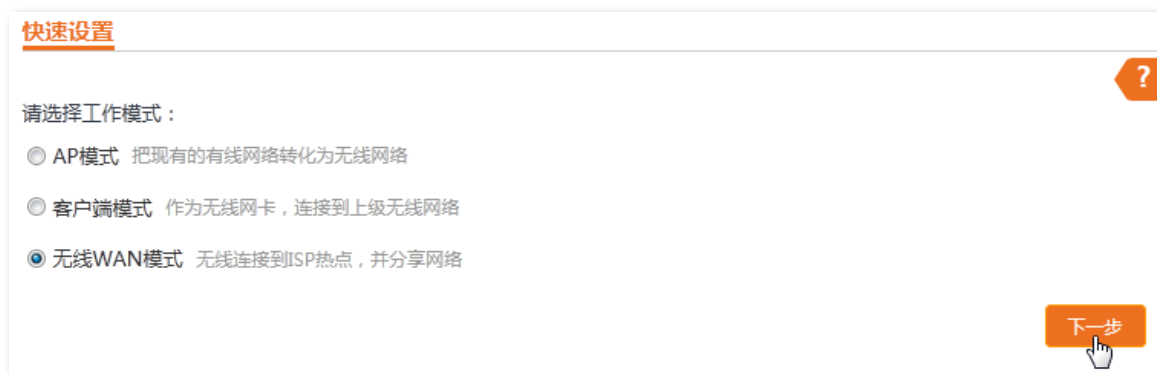 快速设置
?
请选择工作模式：
AP模式 把现有的有线网络转化为无线网络
客户端模式 作为无线网卡，连接到上级无线网络
无线WAN模式 无线连接到ISP热点，并分享网络
下一步